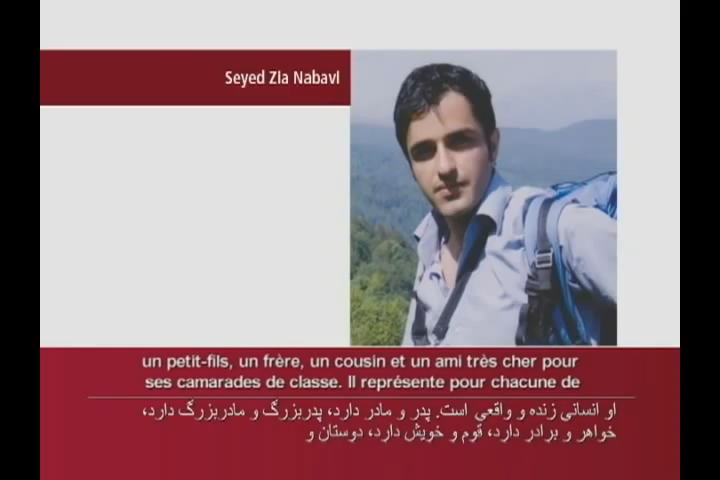 Seyed Zia Nabavi
un petit-fils, un frère, un cousin et un ami très cher pour
ses camarades de classe. Il représente pour chacune de
او انسانی زنده و واقعی است. پدر و مادر دارد، پدربزرگ و مادربزرگ دارد،
خواهر و برادر دارد، قوم و خویش دارد، دوستان و